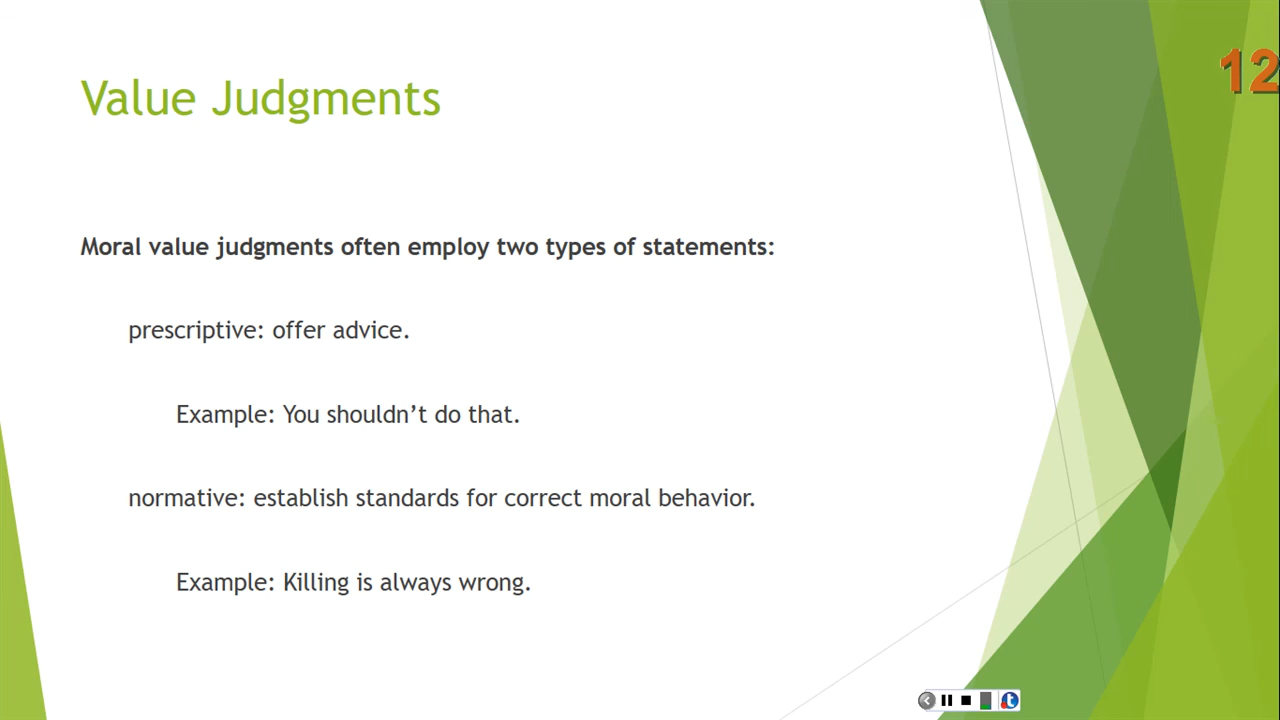 12
Value Judgments
Moral value judgments often employ two types of statements:
prescriptive: offer advice.
Example: You shouldn’t do that.
normative: establish standards for correct moral behavior.
Example: Killing is always wrong.
t